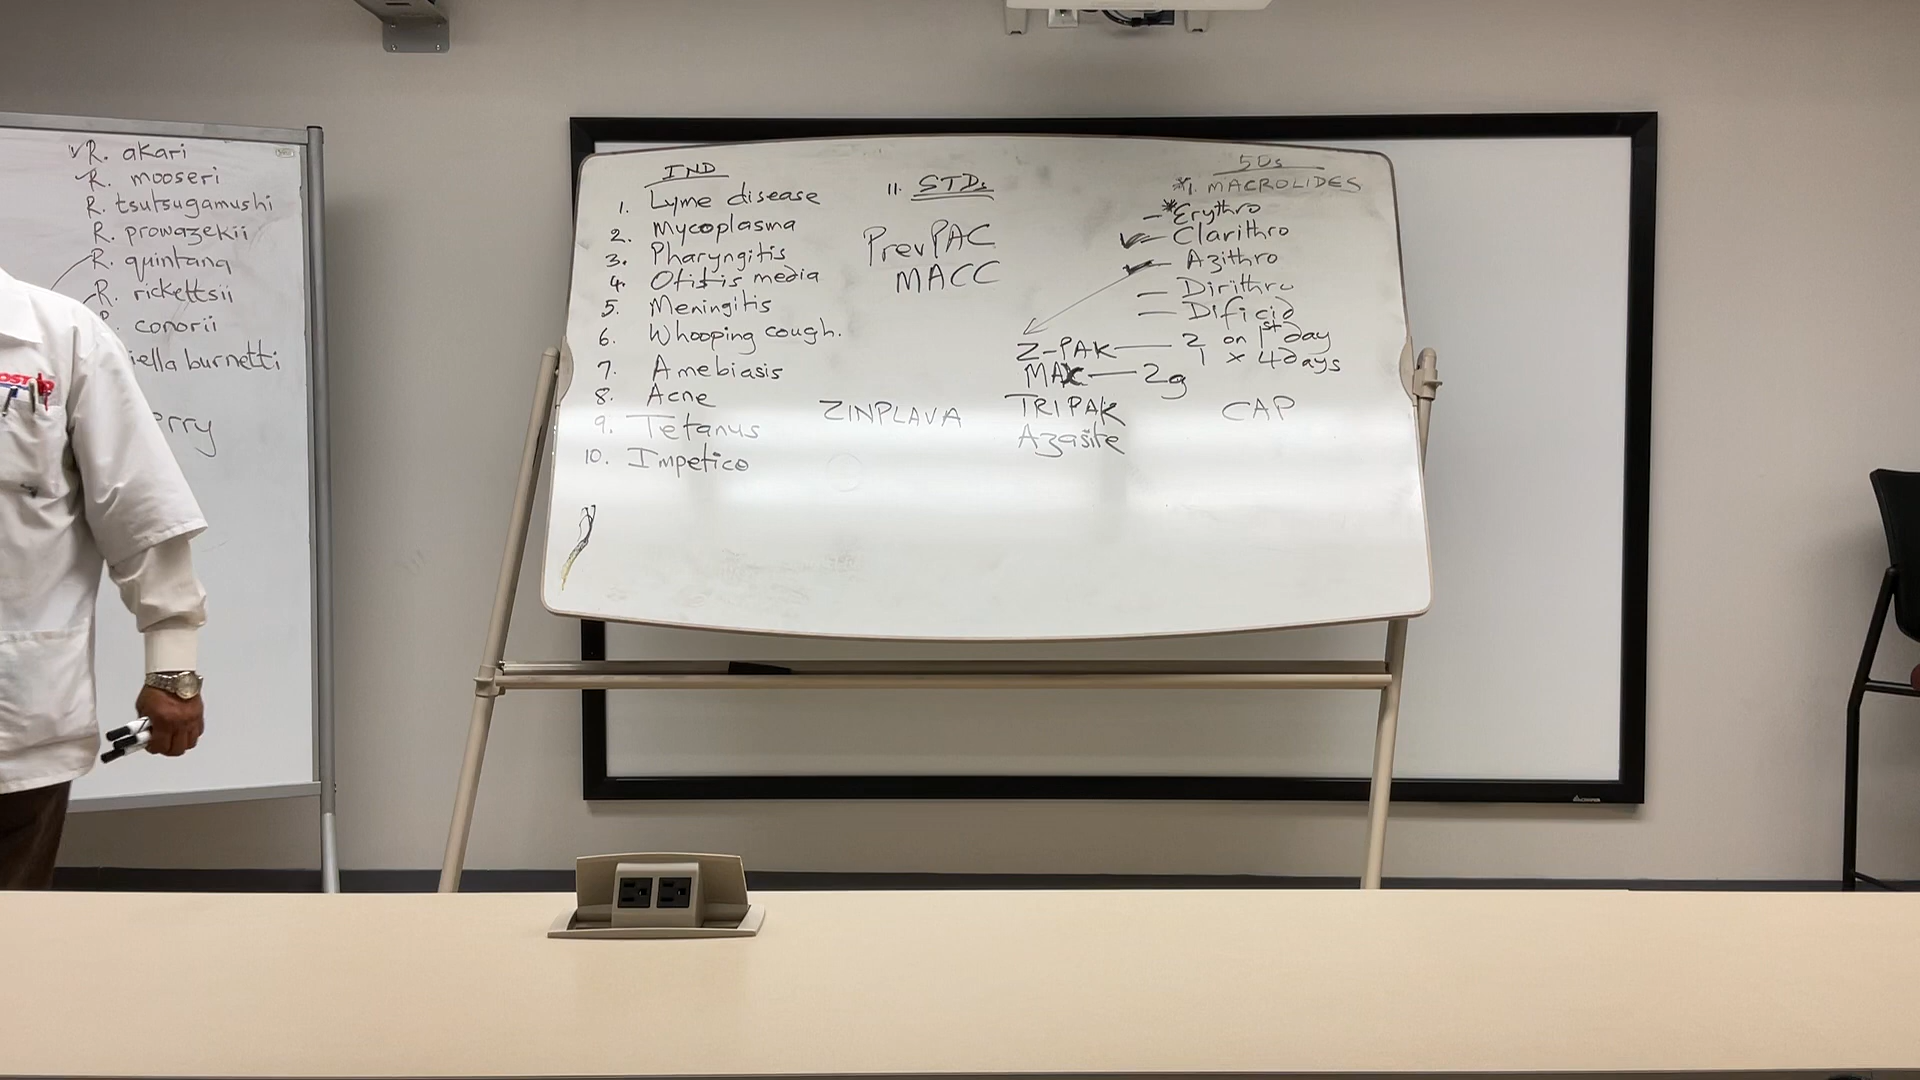 R. akari
R. mooseri
R. tsutsugamushi
R. prowazekii
R. quintana
R. rickettsii
R. conorii
iella burnetti
erry
OST
IND
1. Lyme disease
2. Mycoplasma
3. Pharyngitis
4. Otitis media
5. Meningitis
6. Whooping cough.
7. Amebiasis
8. Acne
9. Tetanus
10. Impetico
11. STDs
PrevPAC
MACC
ZINPLAVA
5Ds
*1. MACROLIDES
- *Erythro
- Clarithro
- Azithro
- Dirithro
- Dificid
Z-PAK — 2 on 1st day
1 x 4days
MAX — 2g
TRIPAK
Azasite
CAP